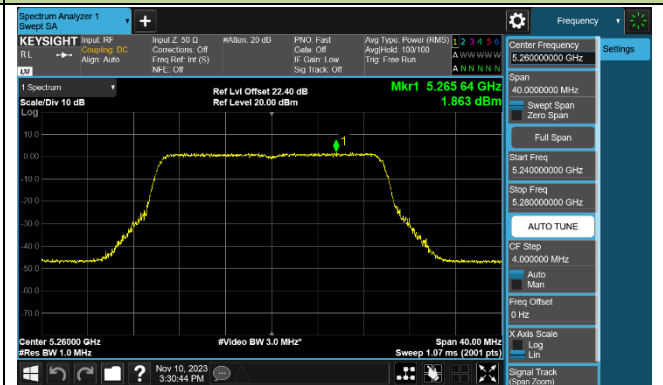 Spectrum Analyzer 1
Swept SA
Frequency
KEYSIGHT
RL
LXI
Input: RF
Coupling: DC
Align: Auto
Input Z: 50 Ω
Corrections: Off
Freq Ref: Int (S)
NFE: Off
#Atten: 20 dB
PNO: Fast
Gate: Off
IF Gain: Low
Sig Track: Off
Avg Type: Power (RMS)
Avg|Hold: 100/100
Trig: Free Run
1 2 3 4 5 6
A W W W W W
A N N N N N
1 Spectrum
Scale/Div 10 dB
Log
Ref Lvl Offset 22.40 dB
Ref Level 20.00 dBm
Mkr1 5.265 64 GHz
1.863 dBm
1
10.0
0.00
-10.0
-20.0
-30.0
-40.0
-50.0
-60.0
-70.0
Center 5.26000 GHz
#Res BW 1.0 MHz
#Video BW 3.0 MHz*
Span 40.00 MHz
Sweep 1.07 ms (2001 pts)
Nov 10, 2023
3:30:44 PM
Center Frequency
5.260000000 GHz
Span
40.0000000 MHz
Swept Span
Zero Span
Full Span
Start Freq
5.240000000 GHz
Stop Freq
5.280000000 GHz
AUTO TUNE
CF Step
4.000000 MHz
Auto
Man
Freq Offset
0 Hz
X Axis Scale
Log
Lin
Signal Track
(Span Zoom)
Settings